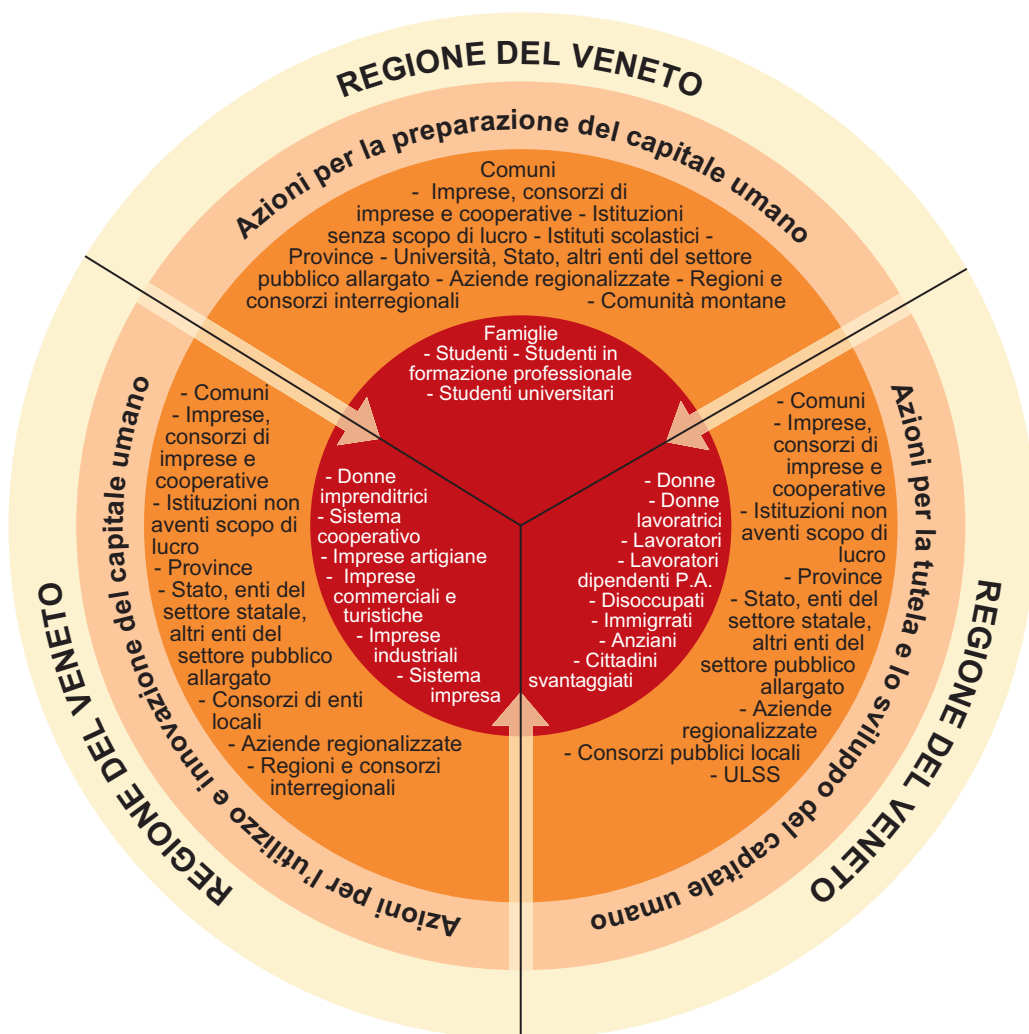 REGIONE DEL VENETO
Azioni per la preparazione del capitale umano
Comuni
- Imprese, consorzi di
imprese e cooperative - Istituzioni
senza scopo di lucro - Istituti scolastici -
Province - Università, Stato, altri enti del settore
pubblico allargato - Aziende regionalizzate - Regioni e
consorzi interregionali - Comunità montane
Famiglie
- Studenti - Studenti in
formazione professionale
- Studenti universitari
REGIONE DEL VENETO
Azioni per l'utilizzo e innovazione del capitale umano
- Comuni
- Imprese,
consorzi di
imprese e
cooperative
- Istituzioni non
aventi scopo di
lucro
- Province
- Stato, enti del
settore statale,
altri enti del
settore pubblico
allargato
- Consorzi di enti
locali
- Aziende regionalizzate
- Regioni e consorzi
interregionali
- Donne
imprenditrici
- Sistema
cooperativo
- Imprese artigiane
- Imprese
commerciali e
turistiche
- Imprese
industriali
- Sistema
impresa
- Donne
- Donne
lavoratrici
- Lavoratori
- Lavoratori
dipendenti P.A.
- Disoccupati
- Immigrrati
- Anziani
- Cittadini
svantaggiati
- Comuni
- Imprese,
consorzi di
imprese e
cooperative
- Istituzioni non
aventi scopo di
lucro
- Province
- Stato, enti del
settore statale,
altri enti del
settore pubblico
allargato
- Aziende
regionalizzate
- Consorzi pubblici locali
- ULSS
Azioni per la tutela e lo sviluppo del capitale umano
REGIONE DEL VENETO